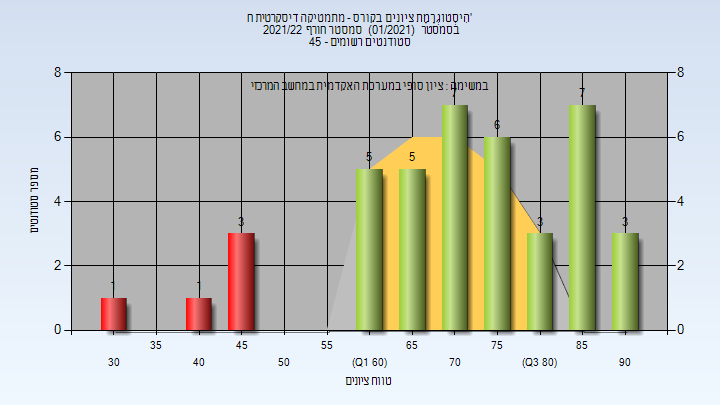 היסטוגרמת ציונים בקורס - מתמטיקה דיסקרטית ח'
בסמסטר (01/2021) סמסטר חורף 2021/22
סטודנטים רשומים - 45
במשימה : ציון סופי במערכת האקדמית במחשב המרכזי
8 8
6 6
4 4
2 2
0 0
מספר סטודנטים
1 1 3 5 5 7 6 3 7 3
35 45 55 65 75 85
30 40 50 (Q1 60) 70 (Q3 80) 90
טווח ציונים